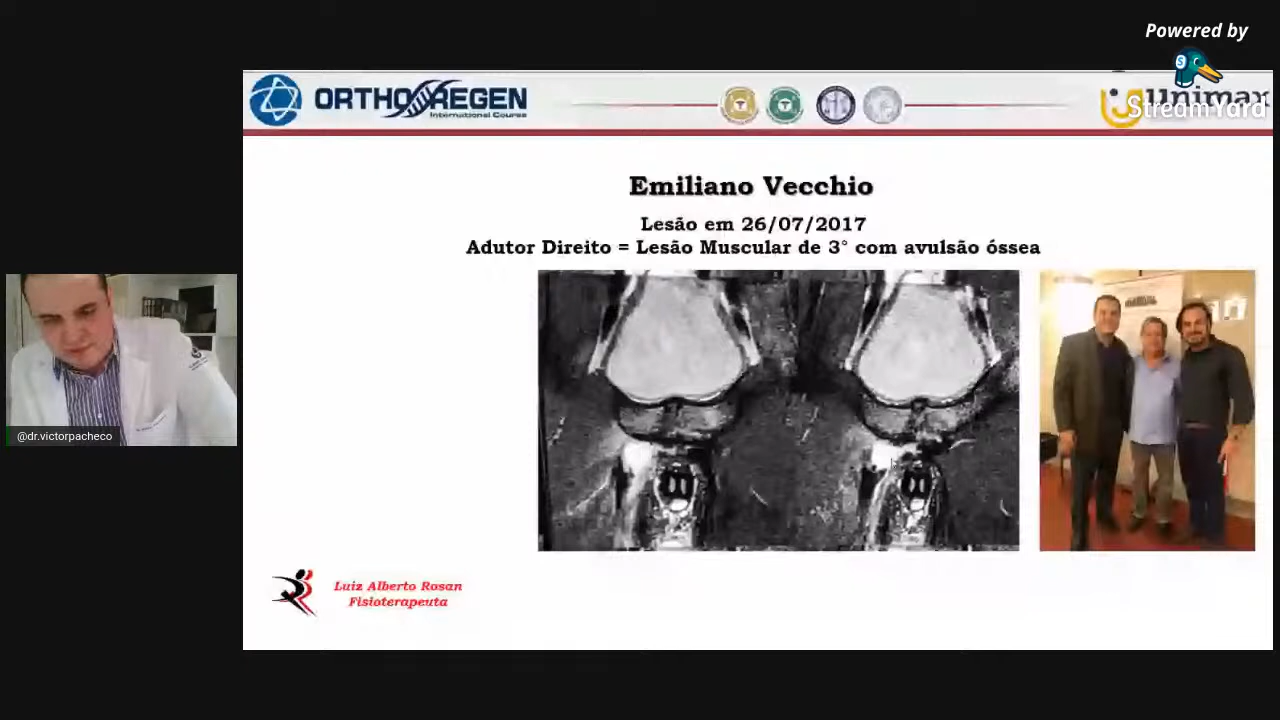 Powered by
StreamYard
ORTHOREGEN
International Course
Unimax
Emiliano Vecchio
Lesão em 26/07/2017
Adutor Direito = Lesão Muscular de 3° com avulsão óssea
@dr.victorpacheco
Luiz Alberto Rosan
Fisioterapeuta